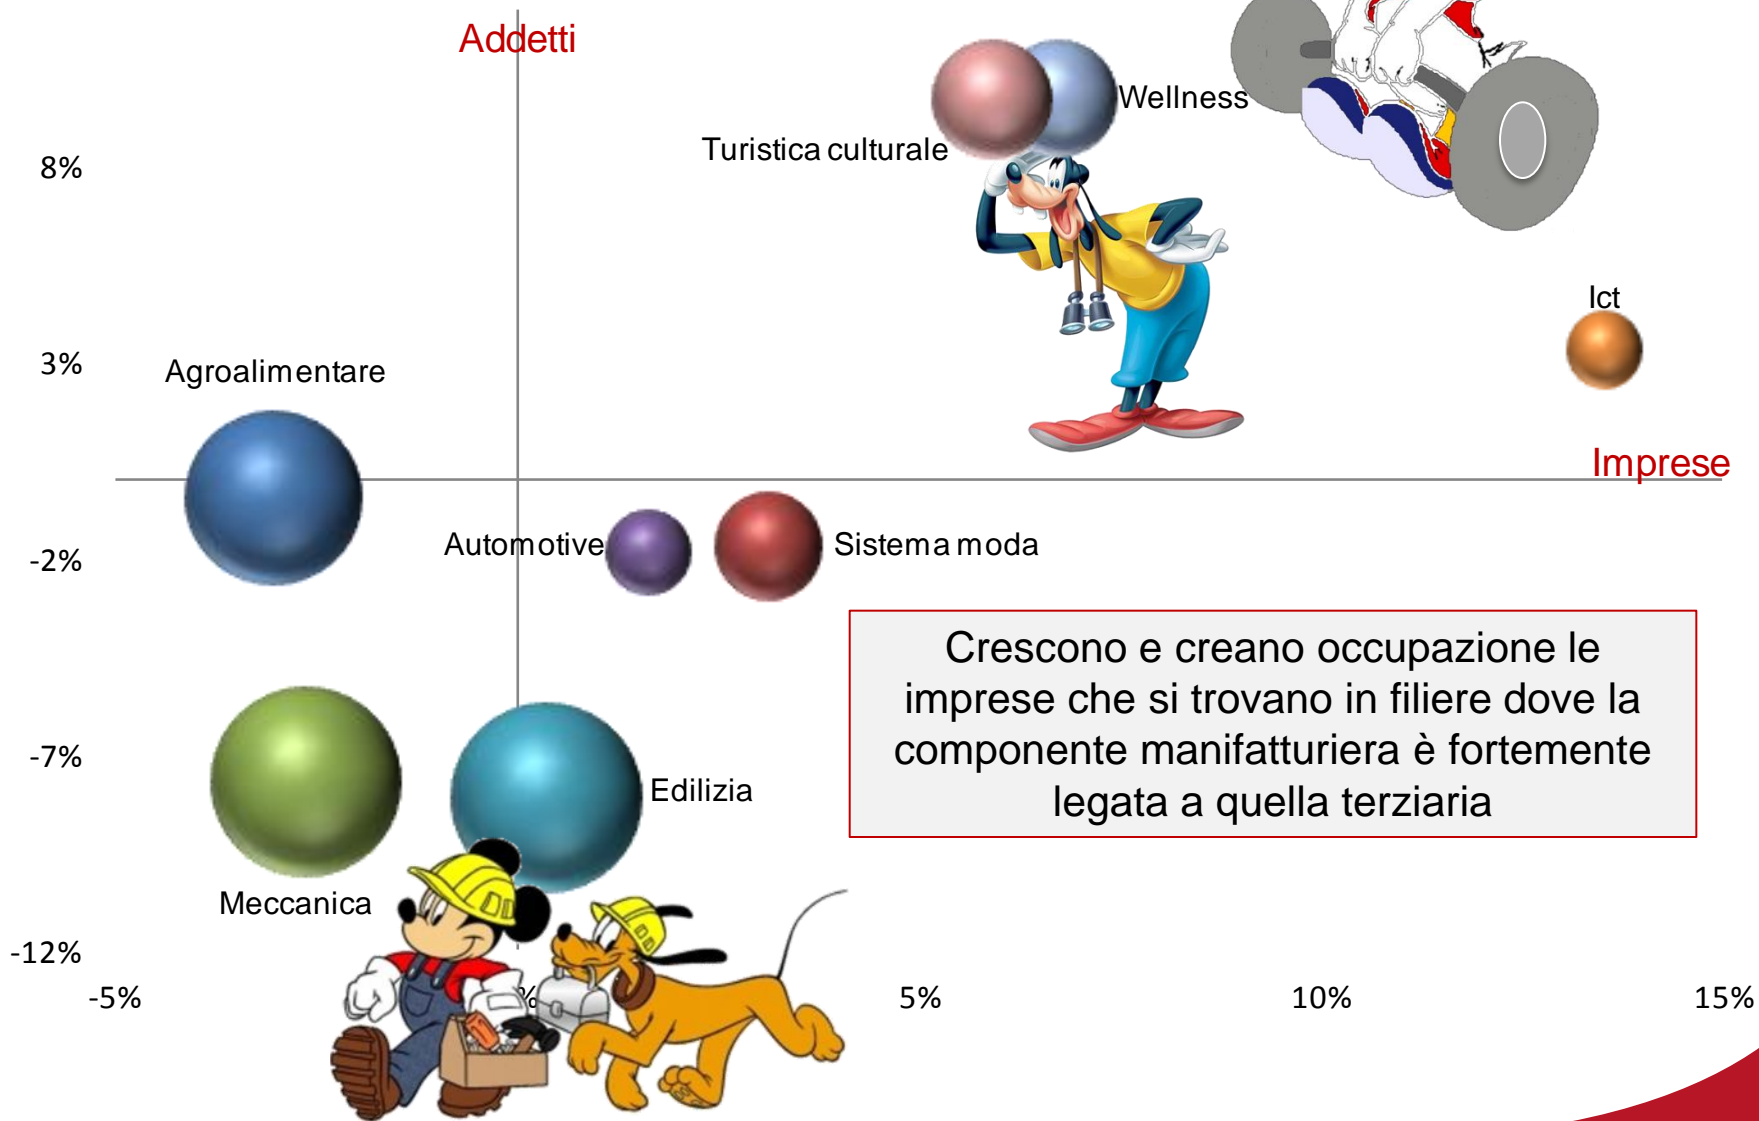 Addetti
Wellness
Turistica culturale
8%
Ict
3%
Agroalimentare
Imprese
Automotive
Sistema moda
-2%
Crescono e creano occupazione le
imprese che si trovano in filiere dove la
componente manifatturiera è fortemente
legata a quella terziaria
-7%
Edilizia
Meccanica
-12%
-5%
5%
10%
15%